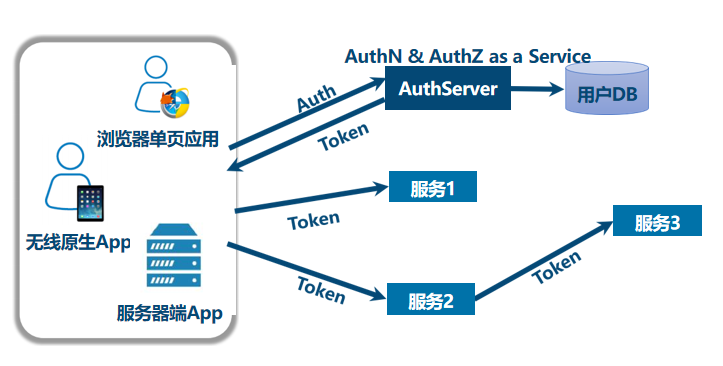 AuthN & AuthZ as a Service
AuthServer
用户DB
Auth
Token
浏览器单页应用
无线原生App
服务器端App
Token
服务1
Token
服务2
Token
服务3